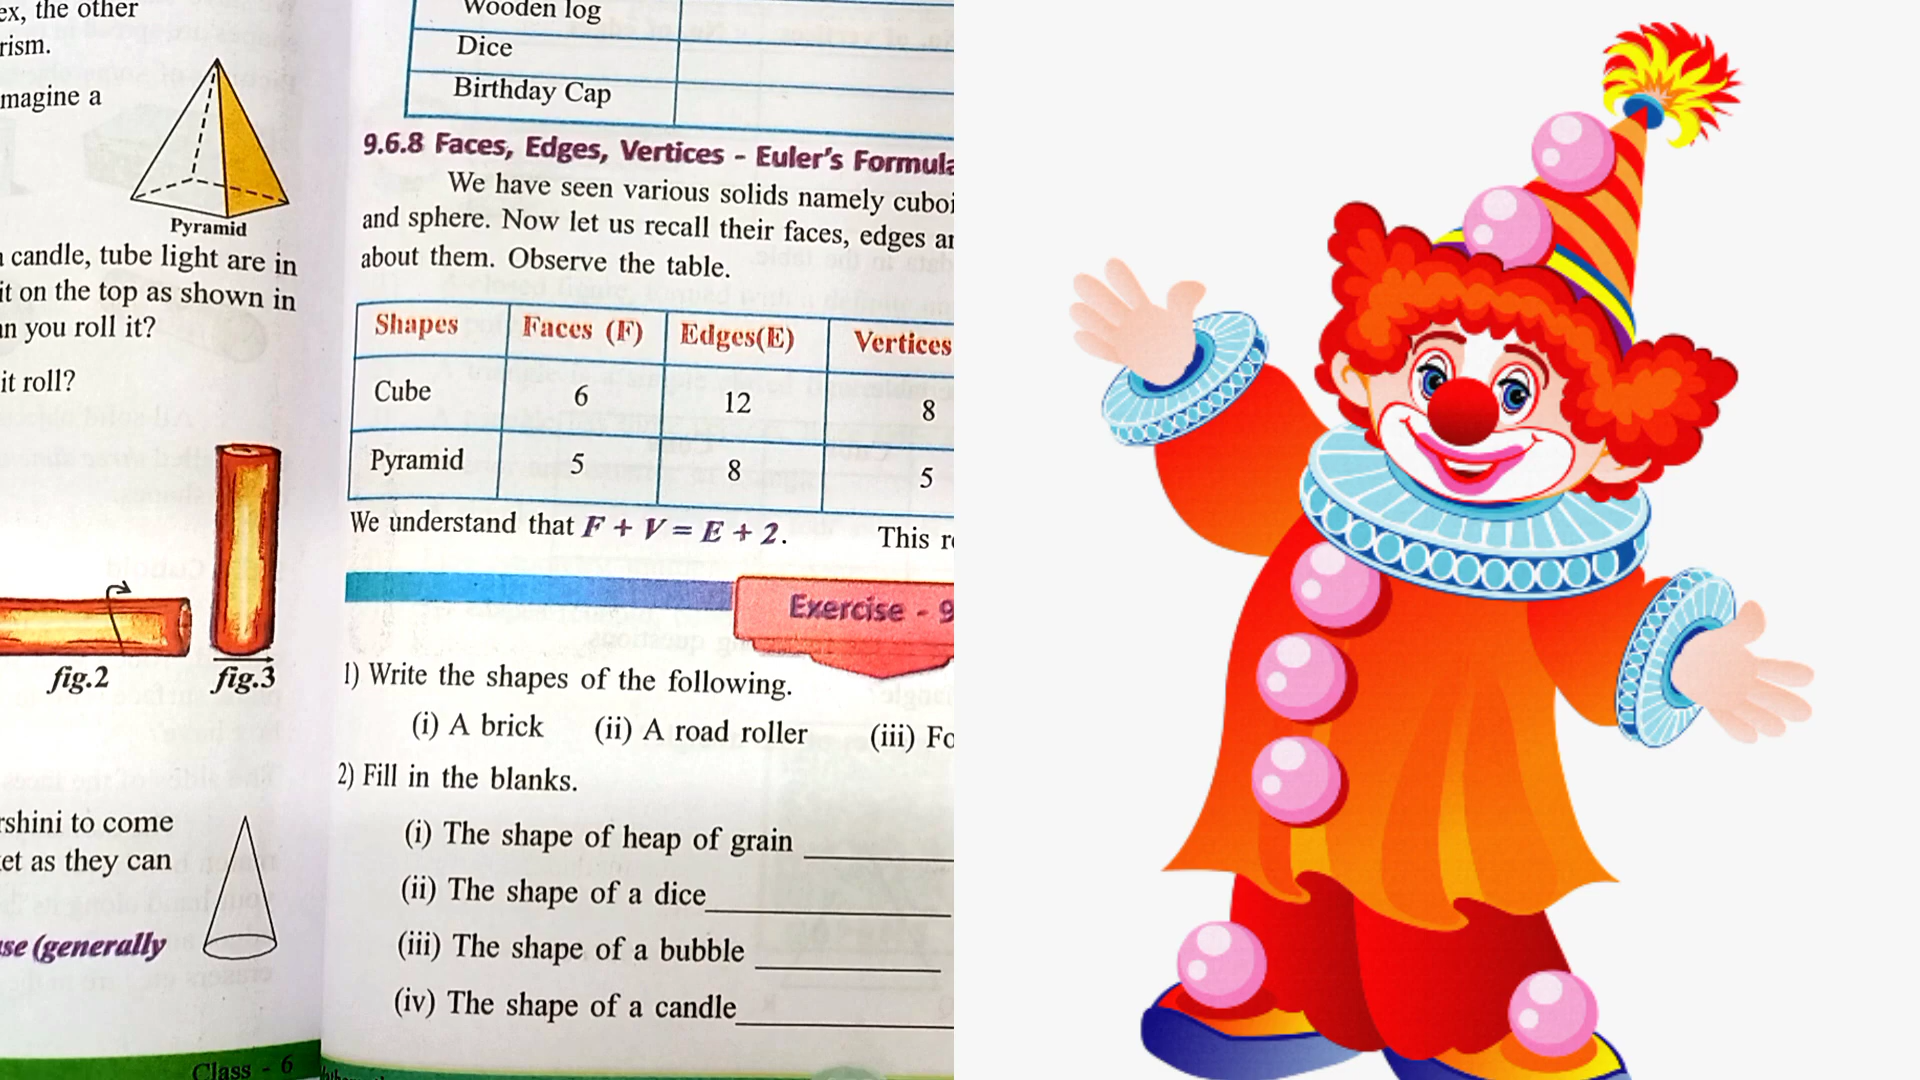 ex, the other
rism.
magine a
Pyramid
candle, tube light are in
it on the top as shown in
n you roll it?
it roll?
fig.2
fig.3
rshini to come
et as they can
se (generally
Class - 6
Wooden log
Dice
Birthday Cap
9.6.8 Faces, Edges, Vertices - Euler's Formula
We have seen various solids namely cuboi
and sphere. Now let us recall their faces, edges an
about them. Observe the table.
Shapes Faces (F) Edges(E) Vertices
Cube 6 12 8
Pyramid 5 8 5
We understand that F + V = E + 2. This r
Exercise - 9
1) Write the shapes of the following.
(i) A brick (ii) A road roller (iii) Fo
2) Fill in the blanks.
(i) The shape of heap of grain
(ii) The shape of a dice
(iii) The shape of a bubble
(iv) The shape of a candle